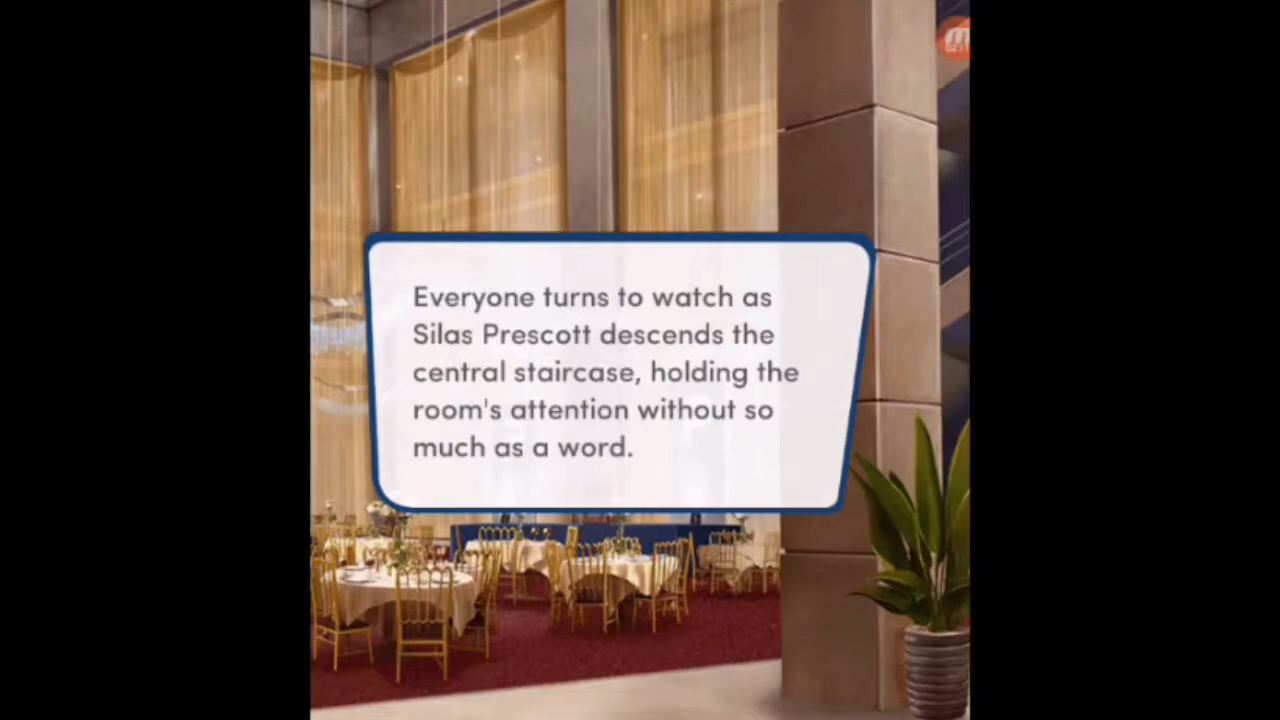 Everyone turns to watch as
Silas Prescott descends the
central staircase, holding the
room's attention without so
much as a word.